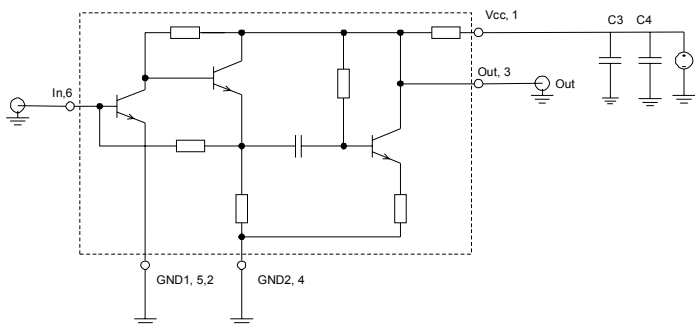 Vcc, 1
C3
C4
Out, 3
Out
In,6
GND1, 5,2
GND2, 4